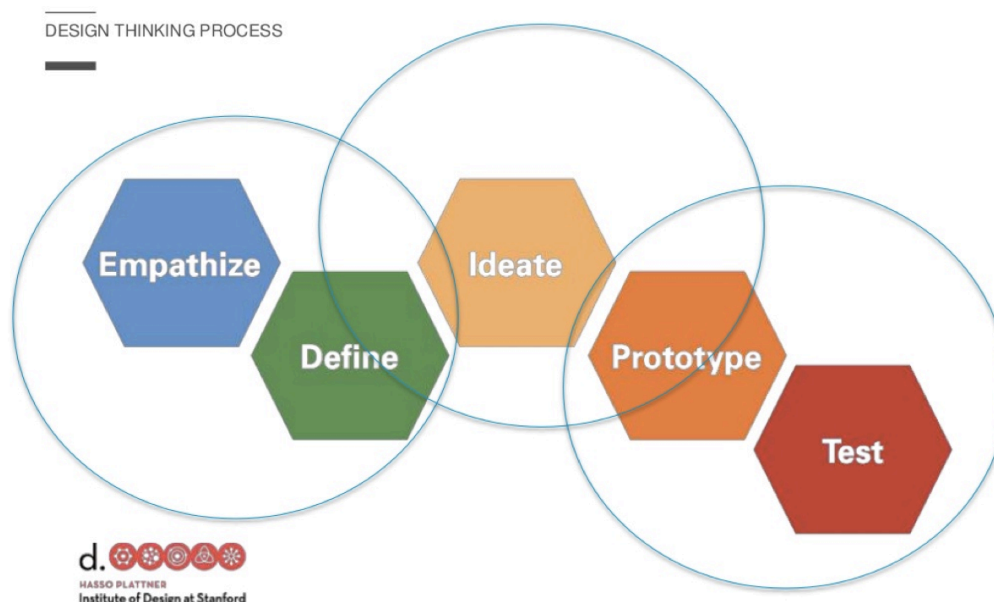 DESIGN THINKING PROCESS
Empathize
Define
Ideate
Prototype
Test
d.
HASSO PLATTNER
Institute of Design at Stanford